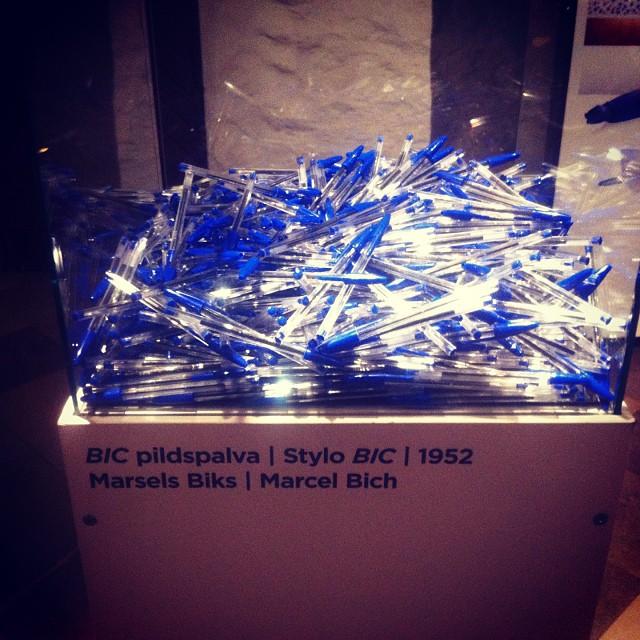 BIC pildspalva | Stylo BIC | 1952
Marsels Biks | Marcel Bich